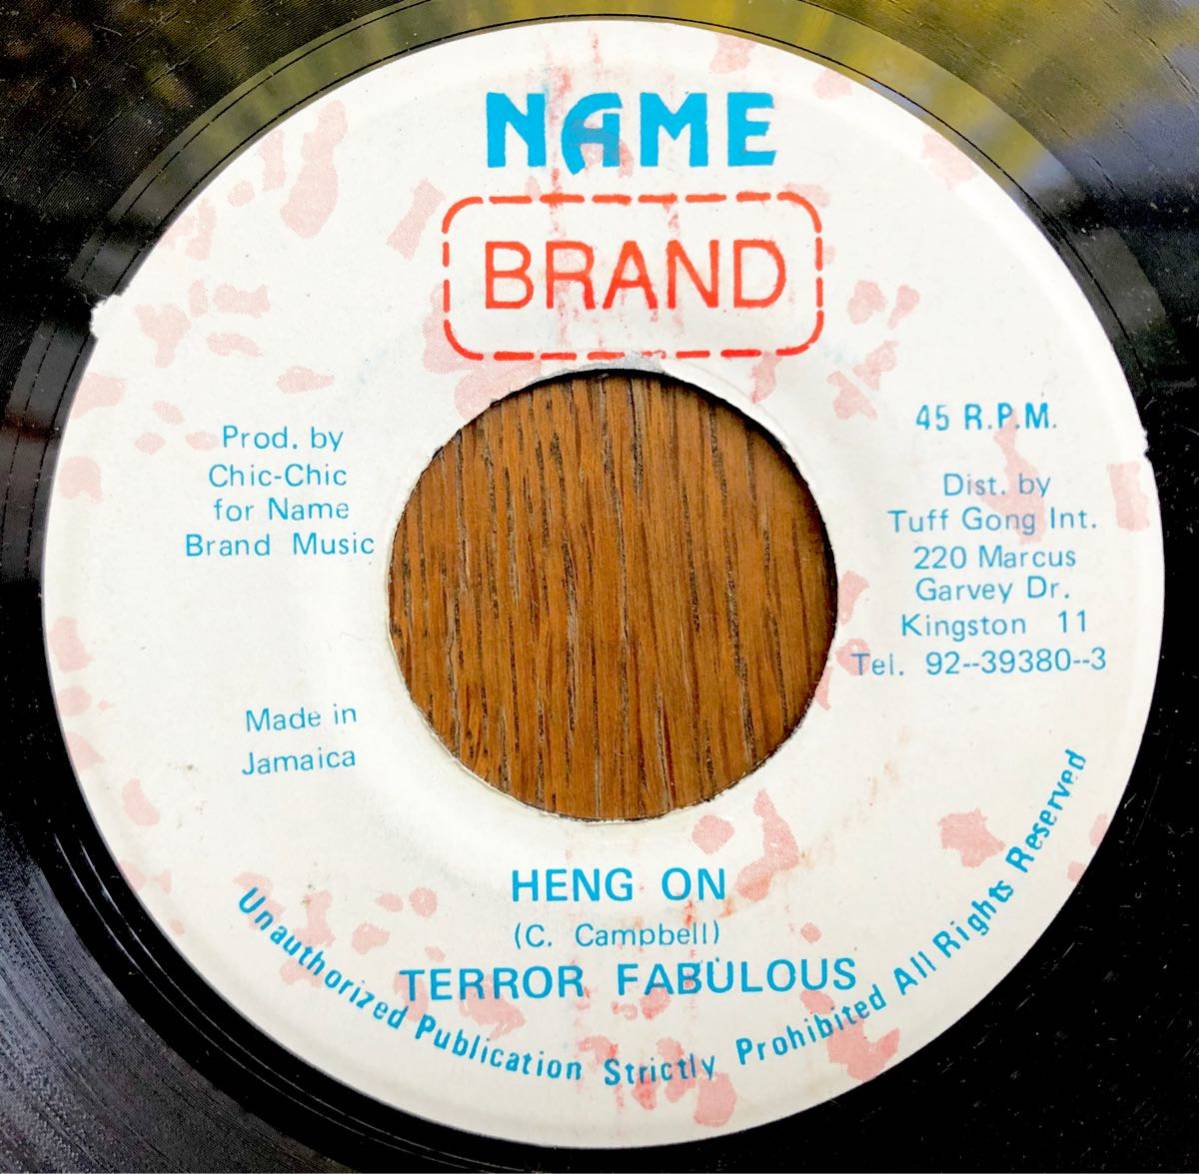 NAME
BRAND
Prod. by
Chic-Chic
for Name
Brand Music
45 R.P.M.
Dist. by
Tuff Gong Int.
220 Marcus
Garvey Dr.
Kingston 11
Tel. 92--39380--3
Made in
Jamaica
HENG ON
(C. Campbell)
TERROR FABULOUS
Unauthorized Publication Strictly Prohibited All Rights Reserved